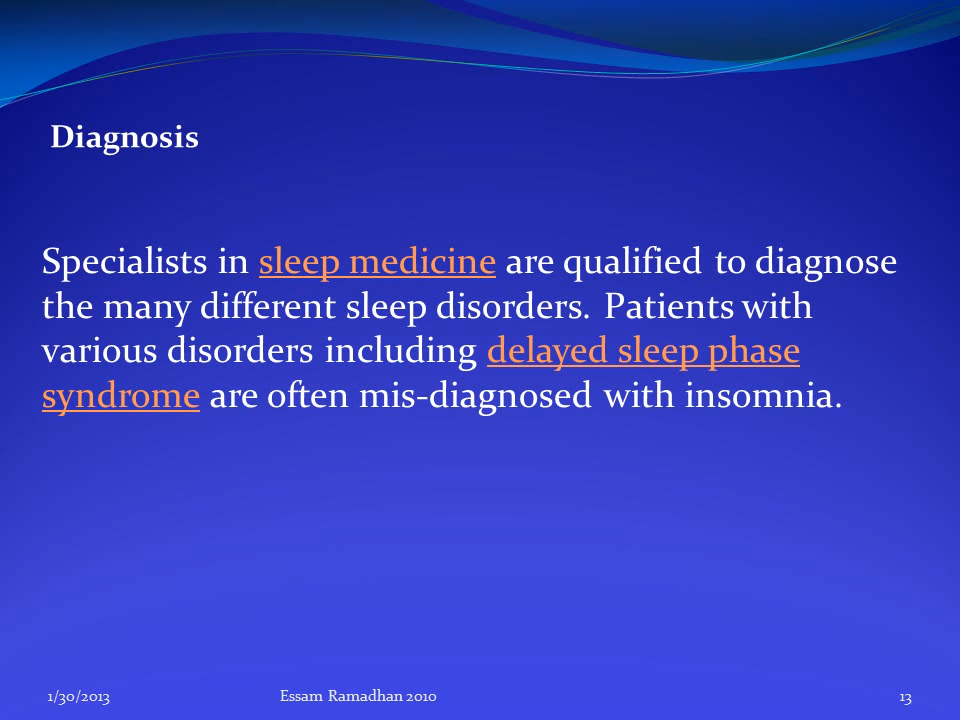 Diagnosis
Specialists in sleep medicine are qualified to diagnose
the many different sleep disorders. Patients with
various disorders including delayed sleep phase
syndrome are often mis-diagnosed with insomnia.
1/30/2013 Essam Ramadhan 2010 13